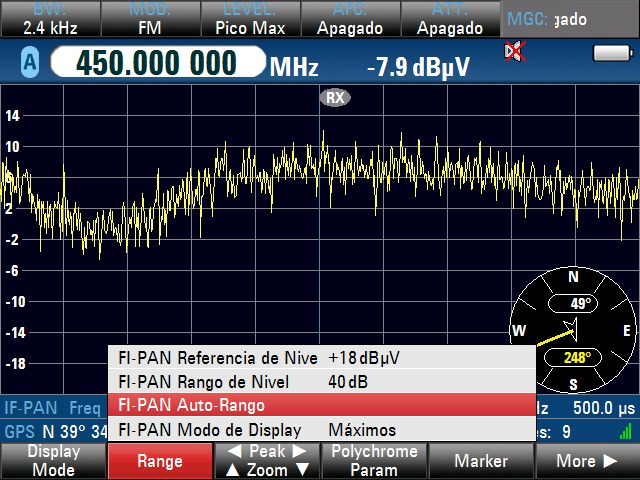 BW: MOD: LEVEL: AFC: ATT: MGC: gado
2.4 kHz FM Pico Max Apagado Apagado
A 450.000 000 MHz -7.9 dBµV
RX
14
10
6
2
-2
-6
-10
-14
-18
N
49°
W E
248°
S
FI-PAN Referencia de Nive +18 dBµV
FI-PAN Rango de Nivel 40 dB
FI-PAN Auto-Rango
FI-PAN Modo de Display Máximos
IF-PAN Freq Hz 500.0 µs
GPS N 39° 34 es: 9
Display Mode
Range
◀ Peak ▶
▲ Zoom ▼
Polychrome Param
Marker
More ▶